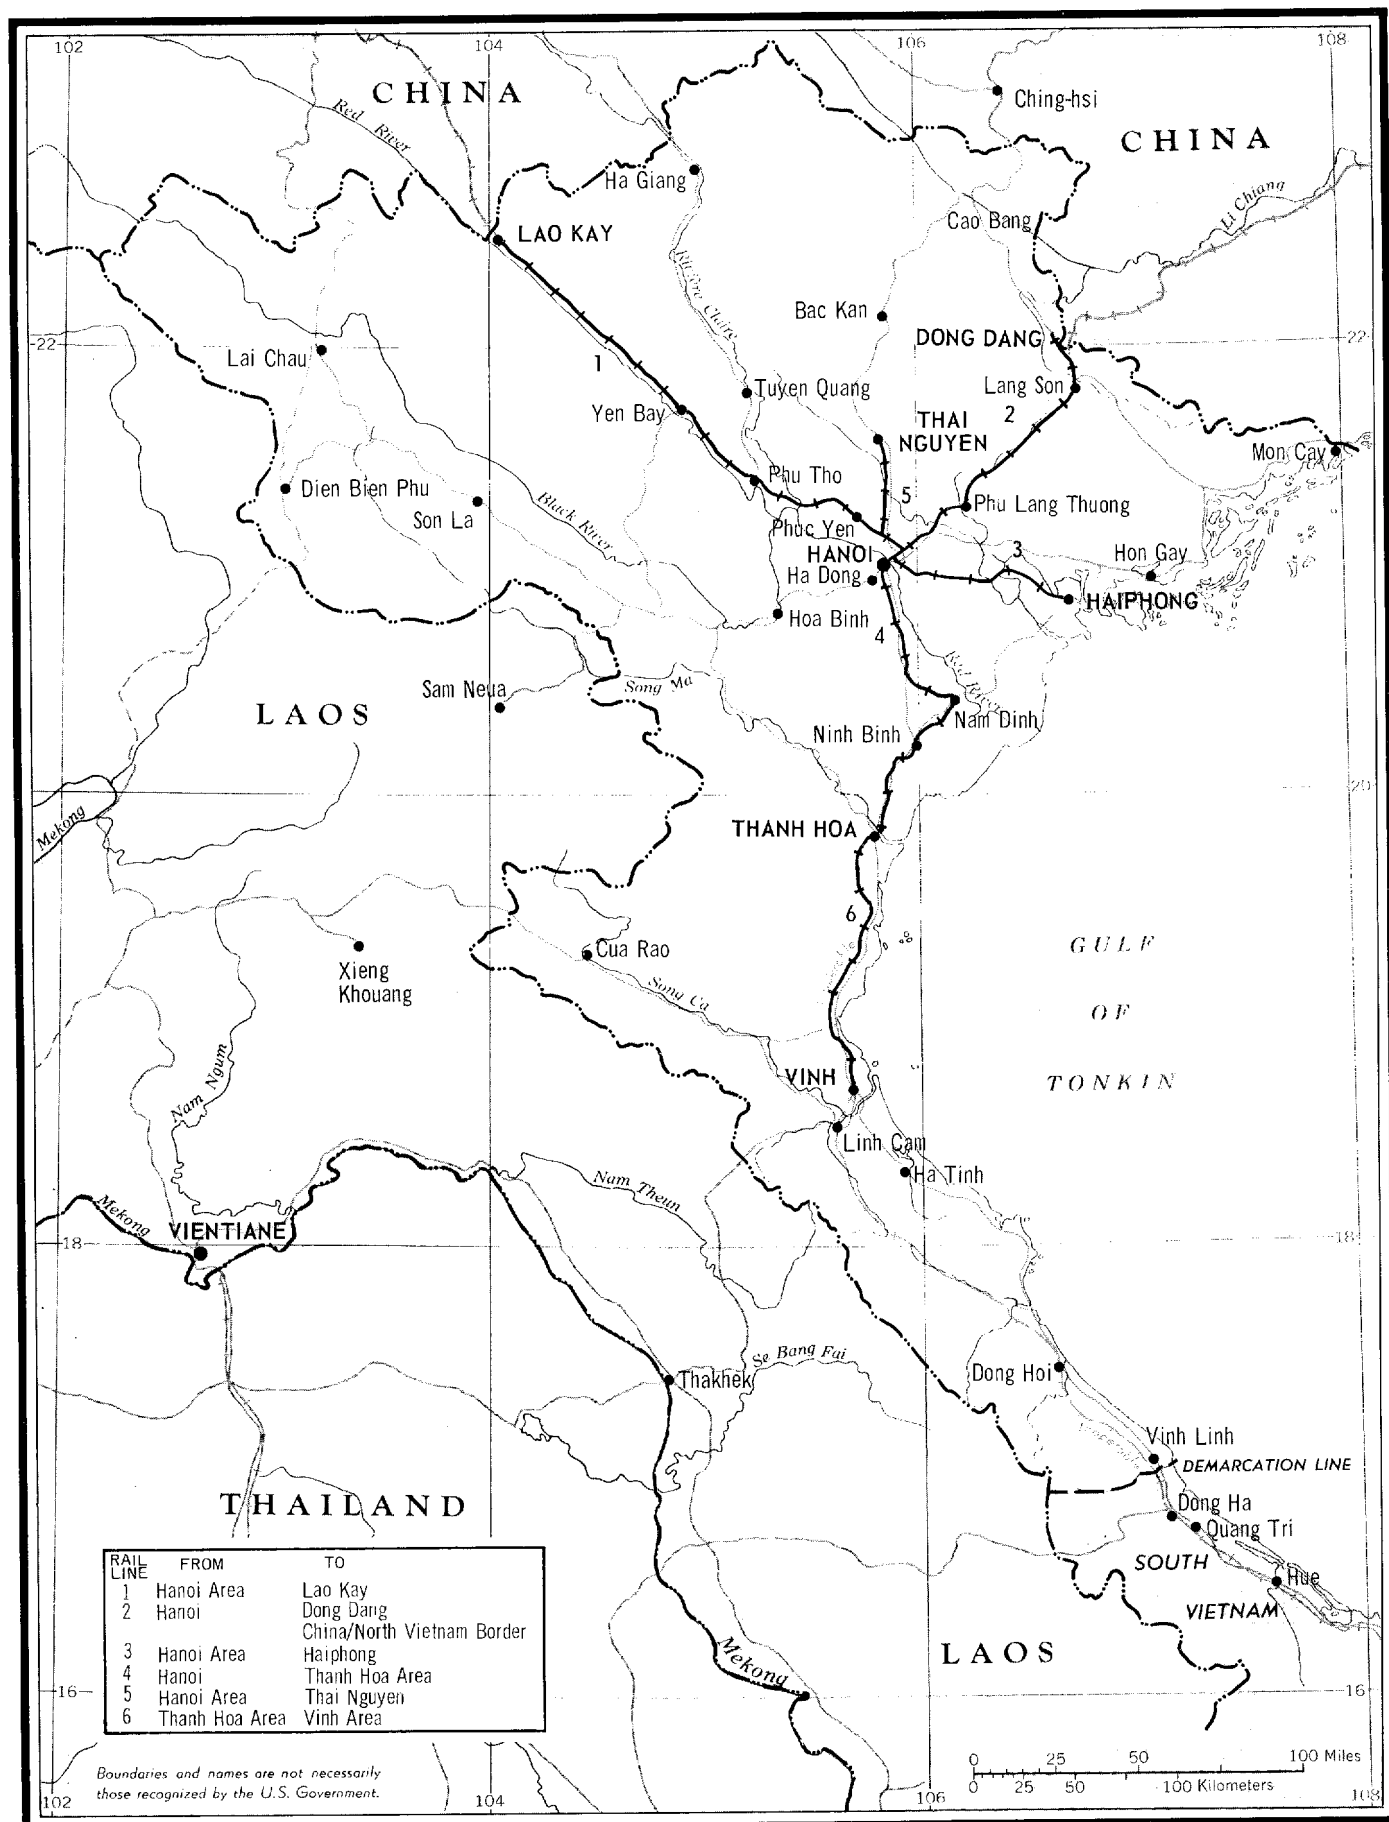 102
104
106
108
CHINA
Red River
Ching-hsi
CHINA
Ha Giang
Li Chiang
Cao Bang
LAO KAY
Rivière Claire
Bac Kan
22
DONG DANG
22
Lai Chau
1
Tuyen Quang
Lang Son
Yen Bay
THAI
NGUYEN
2
Mon Cay
Phu Tho
Dien Bien Phu
Son La
Black River
5
Phu Lang Thuong
Phuc Yen
HANOI
3
Hon Gay
Ha Dong
HAIPHONG
Hoa Binh
4
Red River
Sam Neua
Song Ma
LAOS
Nam Dinh
Ninh Binh
20
Mekong
THANH HOA
6
GULF
OF
TONKIN
Cua Rao
Xieng
Khouang
Song Ca
Nam Ngum
VINH
Linh Cam
Ha Tinh
Nam Theun
Mekong
VIENTIANE
18
18
Se Bang Fai
Thakhek
Dong Hoi
Vinh Linh
DEMARCATION LINE
THAILAND
Dong Ha
Quang Tri
SOUTH
VIETNAM
Hue
LAOS
Mekong
16
16
RAIL LINE FROM TO
1 Hanoi Area Lao Kay
2 Hanoi Dong Dang
China/North Vietnam Border
3 Hanoi Area Haiphong
4 Hanoi Thanh Hoa Area
5 Hanoi Area Thai Nguyen
6 Thanh Hoa Area Vinh Area
Boundaries and names are not necessarily
those recognized by the U.S. Government.
0 25 50 100 Miles
0 25 50 100 Kilometers
102
104
106
108